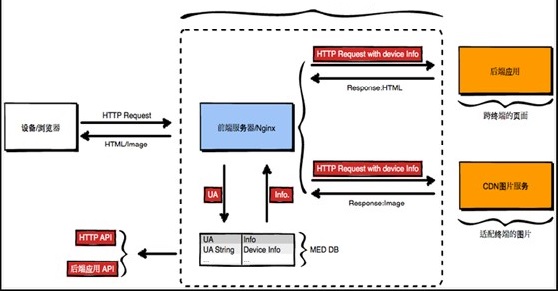 HTTP Request with device Info
后端应用
Response:HTML
跨终端的页面
HTTP Request
设备/浏览器
HTML/Image
前端服务器/Nginx
HTTP Request with device Info
CDN图片服务
Response:Image
适配终端的图片
UA
Info.
HTTP API
后端应用 API
UA Info
UA String Device Info
... ...
MED DB